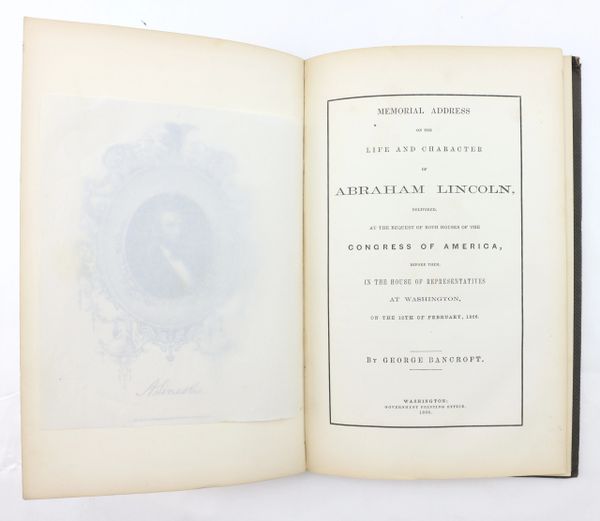 MEMORIAL ADDRESS
ON THE
LIFE AND CHARACTER
OF
ABRAHAM LINCOLN,
DELIVERED,
AT THE REQUEST OF BOTH HOUSES OF THE
CONGRESS OF AMERICA,
BEFORE THEM,
IN THE HOUSE OF REPRESENTATIVES
AT WASHINGTON,
ON THE 12TH OF FEBRUARY, 1866.
BY GEORGE BANCROFT.
WASHINGTON:
GOVERNMENT PRINTING OFFICE.
1866.
A. Lincoln